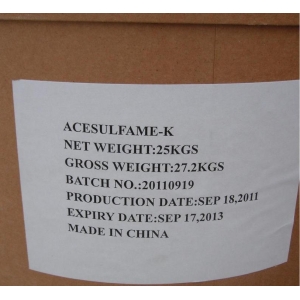 ACESULFAME-K
NET WEIGHT:25KGS
GROSS WEIGHT:27.2KGS
BATCH NO.:20110919
PRODUCTION DATE:SEP 18,2011
EXPIRY DATE:SEP 17,2013
MADE IN CHINA